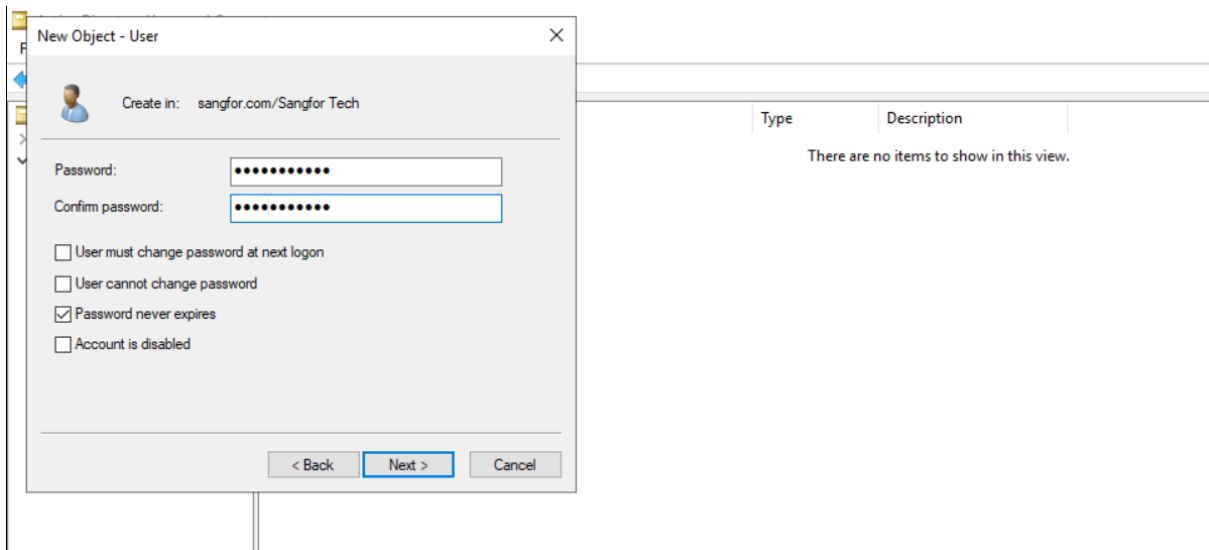 New Object - User
Create in: sangfor.com/Sangfor Tech
Password:
Confirm password:
User must change password at next logon
User cannot change password
Password never expires
Account is disabled
< Back Next > Cancel
Type Description
There are no items to show in this view.